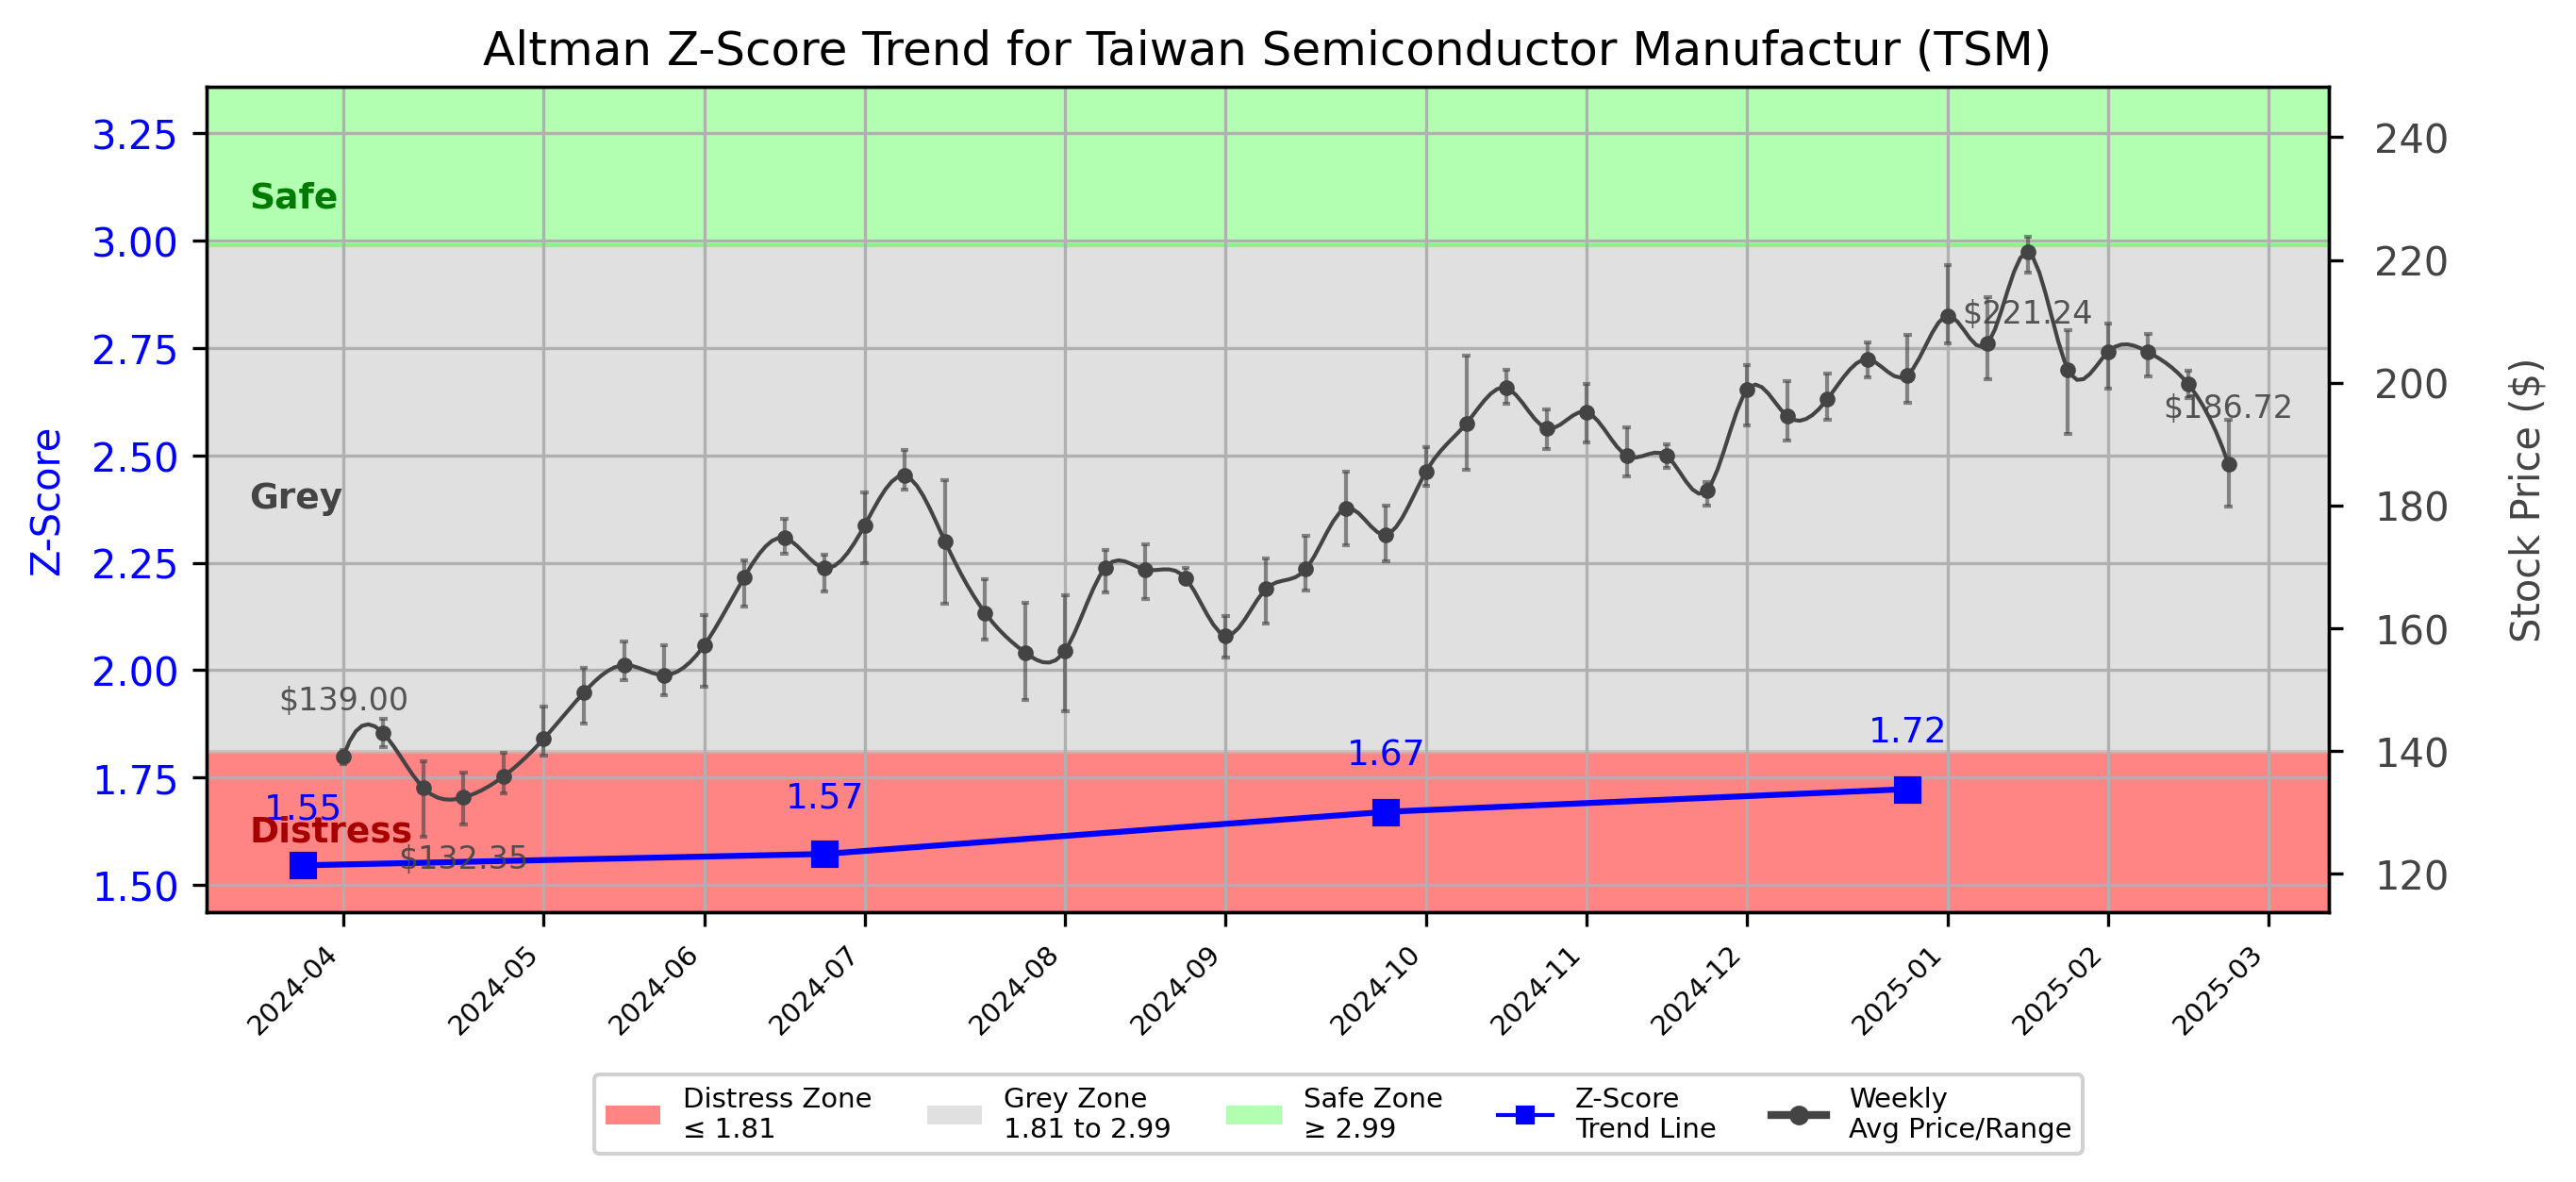 Altman Z-Score Trend for Taiwan Semiconductor Manufactur (TSM)
Z-Score
3.25
3.00
2.75
2.50
2.25
2.00
1.75
1.50
Safe
Grey
Distress
$139.00
$132.35
$221.24
$186.72
1.55
1.57
1.67
1.72
240
220
200
180
160
140
120
Stock Price ($)
2024-04
2024-05
2024-06
2024-07
2024-08
2024-09
2024-10
2024-11
2024-12
2025-01
2025-02
2025-03
Distress Zone
≤ 1.81
Grey Zone
1.81 to 2.99
Safe Zone
≥ 2.99
Z-Score
Trend Line
Weekly
Avg Price/Range